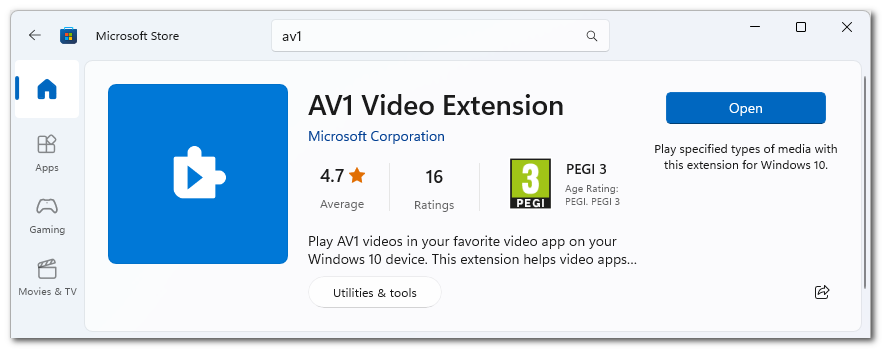 Microsoft Store
av1
Apps
Gaming
Movies & TV
AV1 Video Extension
Microsoft Corporation
4.7
Average
16
Ratings
3
PEGI
PEGI 3
Age Rating:
PEGI. PEGI 3
Play AV1 videos in your favorite video app on your
Windows 10 device. This extension helps video apps...
Utilities & tools
Open
Play specified types of media with
this extension for Windows 10.